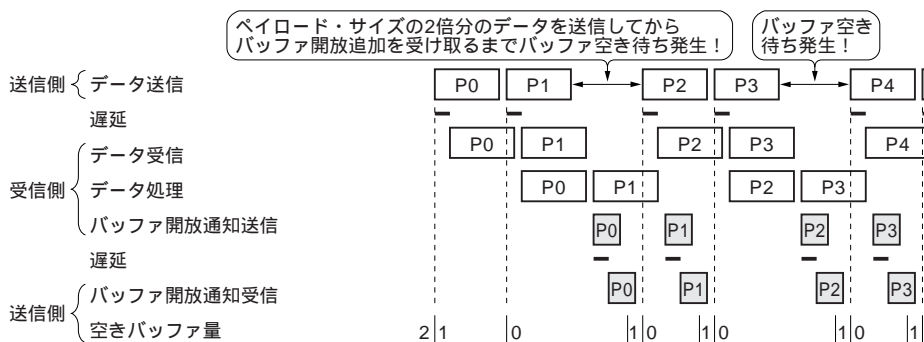 ペイロード・サイズの2倍分のデータを送信してから
バッファ開放追加を受け取るまでバッファ空き待ち発生！
バッファ空き
待ち発生！
送信側 データ送信 P0 P1 P2 P3 P4
遅延
受信側
データ受信 P0 P1 P2 P3 P4
データ処理 P0 P1 P2 P3
バッファ開放通知送信 P0 P1 P2 P3
遅延
送信側
バッファ開放通知受信 P0 P1 P2 P3
空きバッファ量 2 1 0 1 0 1 0 1 0 1